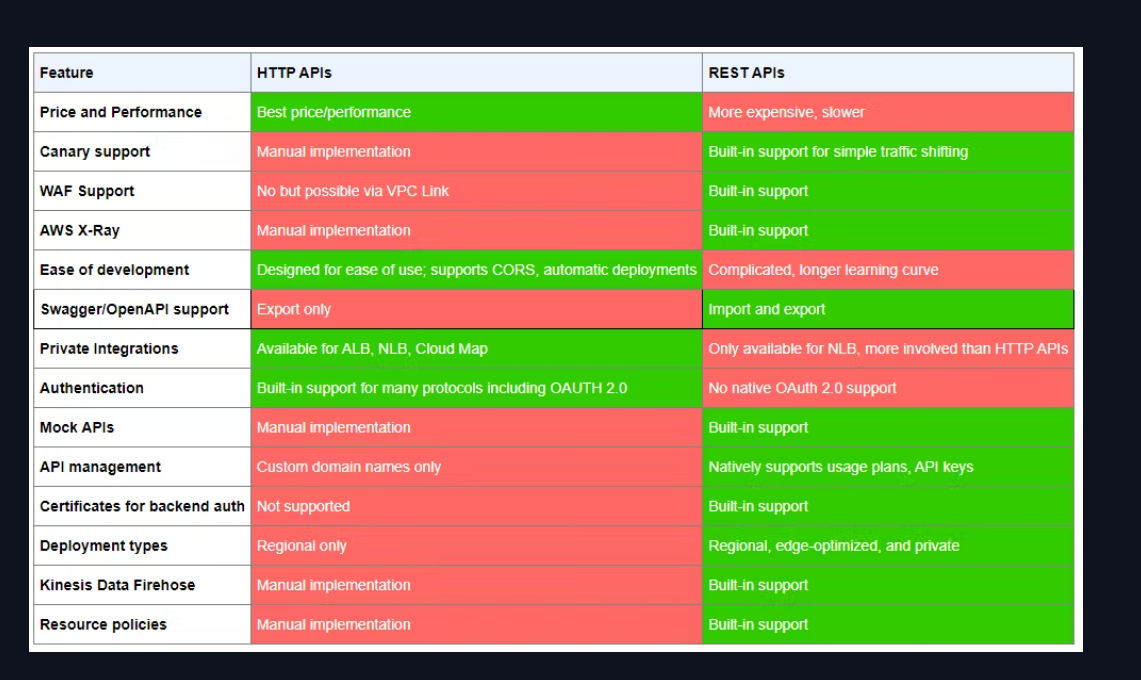 Feature HTTP APIs REST APIs
Price and Performance Best price/performance More expensive, slower
Canary support Manual implementation Built-in support for simple traffic shifting
WAF Support No but possible via VPC Link Built-in support
AWS X-Ray Manual implementation Built-in support
Ease of development Designed for ease of use; supports CORS, automatic deployments Complicated, longer learning curve
Swagger/OpenAPI support Export only Import and export
Private Integrations Available for ALB, NLB, Cloud Map Only available for NLB, more involved than HTTP APIs
Authentication Built-in support for many protocols including OAUTH 2.0 No native OAuth 2.0 support
Mock APIs Manual implementation Built-in support
API management Custom domain names only Natively supports usage plans, API keys
Certificates for backend auth Not supported Built-in support
Deployment types Regional only Regional, edge-optimized, and private
Kinesis Data Firehose Manual implementation Built-in support
Resource policies Manual implementation Built-in support